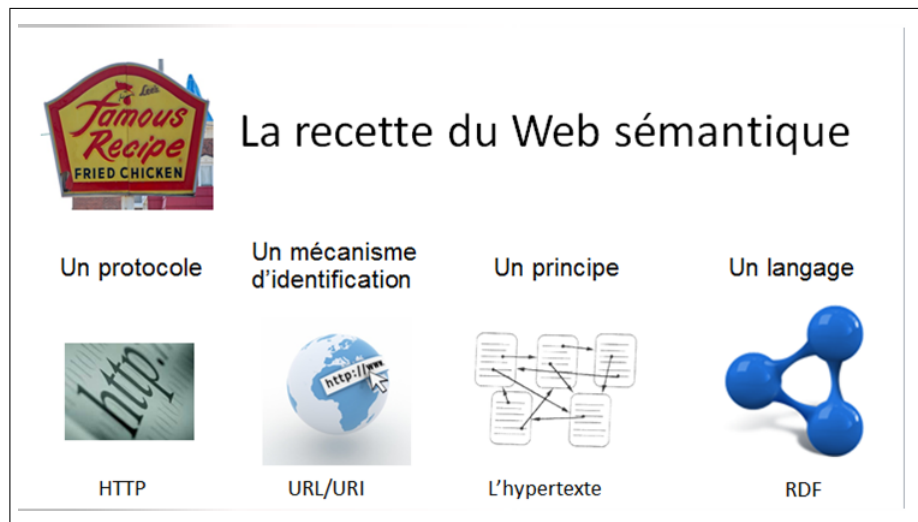 Lee's
Famous
Recipe
FRIED CHICKEN
La recette du Web sémantique
Un protocole
Un mécanisme
d'identification
Un principe
Un langage
http:
http://www
HTTP
URL/URI
L'hypertexte
RDF